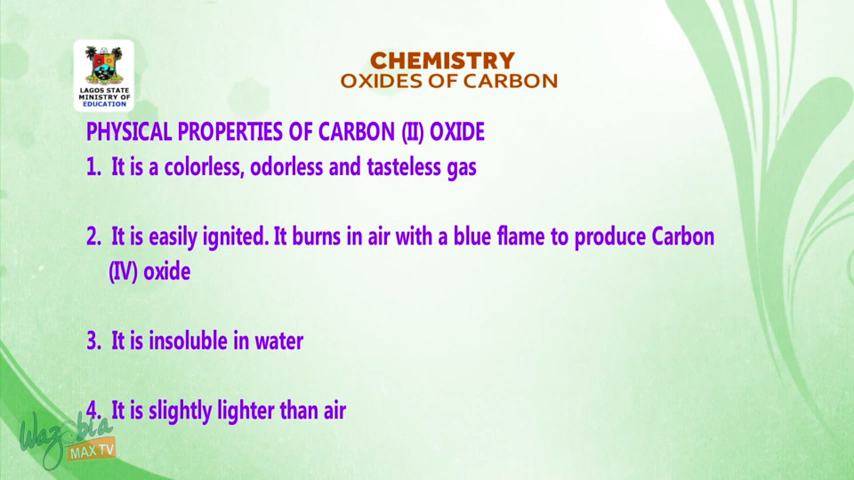 CHEMISTRY
OXIDES OF CARBON
LAGOS STATE
MINISTRY OF
EDUCATION
PHYSICAL PROPERTIES OF CARBON (II) OXIDE
1. It is a colorless, odorless and tasteless gas
2. It is easily ignited. It burns in air with a blue flame to produce Carbon
(IV) oxide
3. It is insoluble in water
4. It is slightly lighter than air
Wazobia
MAX TV